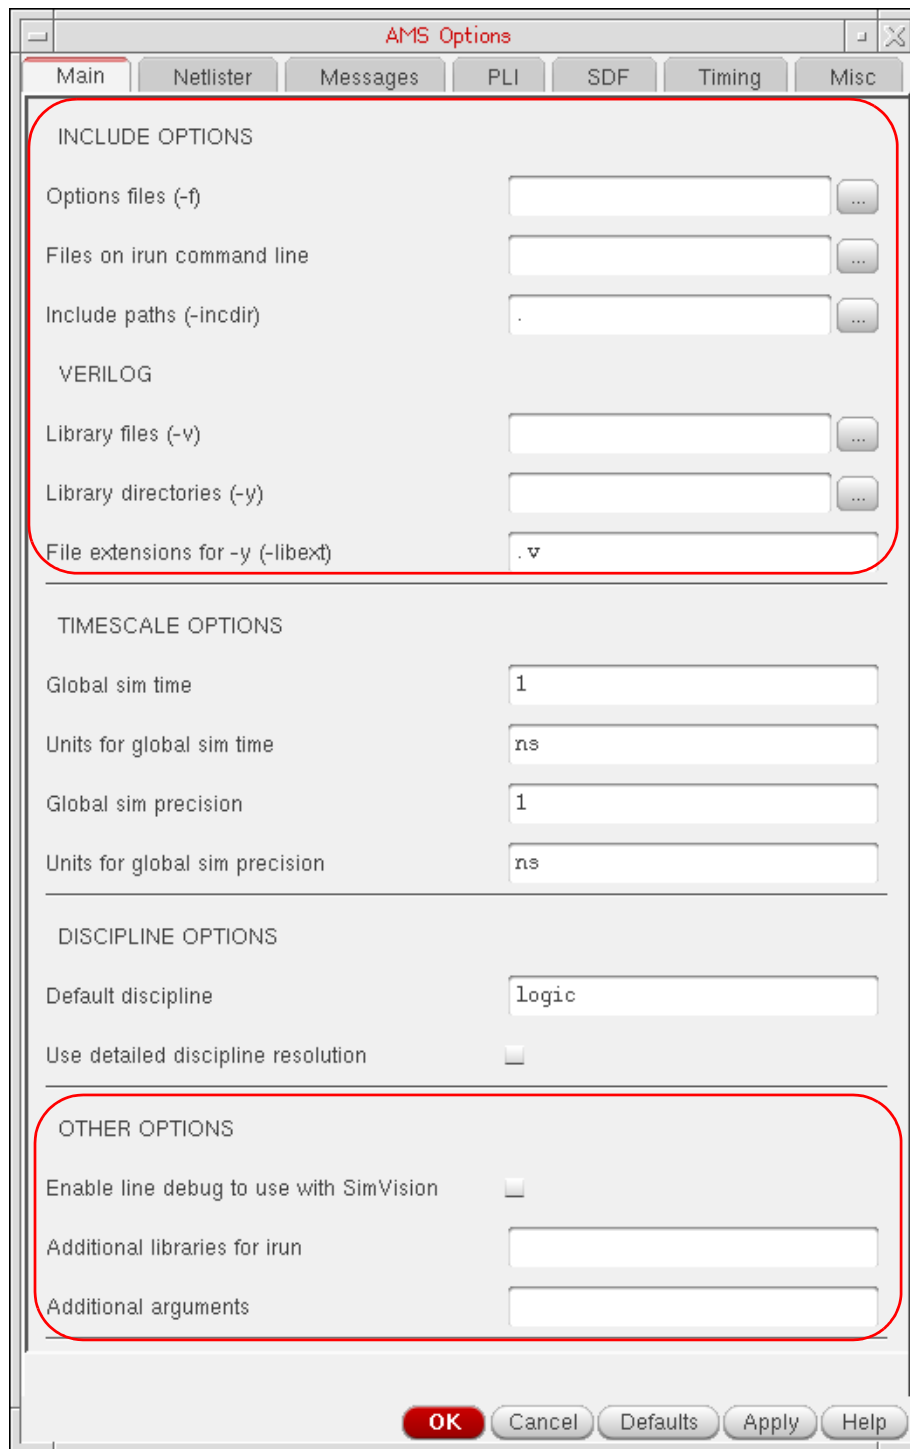 AMS Options
Main Netlister Messages PLI SDF Timing Misc
INCLUDE OPTIONS
Options files (-f) ...
Files on irun command line ...
Include paths (-incdir) . ...
VERILOG
Library files (-v) ...
Library directories (-y) ...
File extensions for -y (-libext) .v
TIMESCALE OPTIONS
Global sim time 1
Units for global sim time ns
Global sim precision 1
Units for global sim precision ns
DISCIPLINE OPTIONS
Default discipline logic
Use detailed discipline resolution
OTHER OPTIONS
Enable line debug to use with SimVision
Additional libraries for irun
Additional arguments
OK Cancel Defaults Apply Help